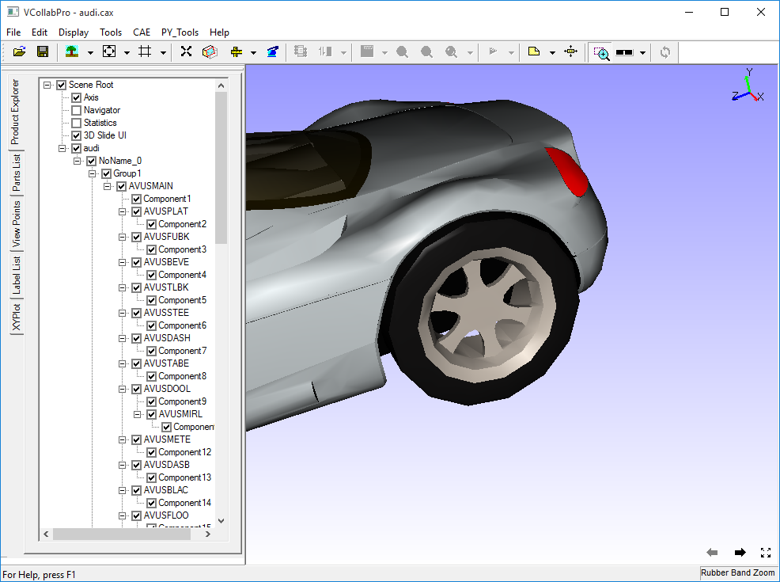 VCollabPro - audi.cax
File Edit Display Tools CAE PY_Tools Help
Product Explorer
Parts List
View Points
Label List
XYPlot
Scene Root
Axis
Navigator
Statistics
3D Slide UI
audi
NoName_0
Group1
AVUSMAIN
Component1
AVUSPLAT
Component2
AVUSFUBK
Component3
AVUSBEVE
Component4
AVUSTLBK
Component5
AVUSSTEE
Component6
AVUSDASH
Component7
AVUSTABE
Component8
AVUSDOOL
Component9
AVUSMIRL
Componen
AVUSMETE
Component12
AVUSDASB
Component13
AVUSBLAC
Component14
AVUSFLOO
Component15
Y
Z X
For Help, press F1
Rubber Band Zoom